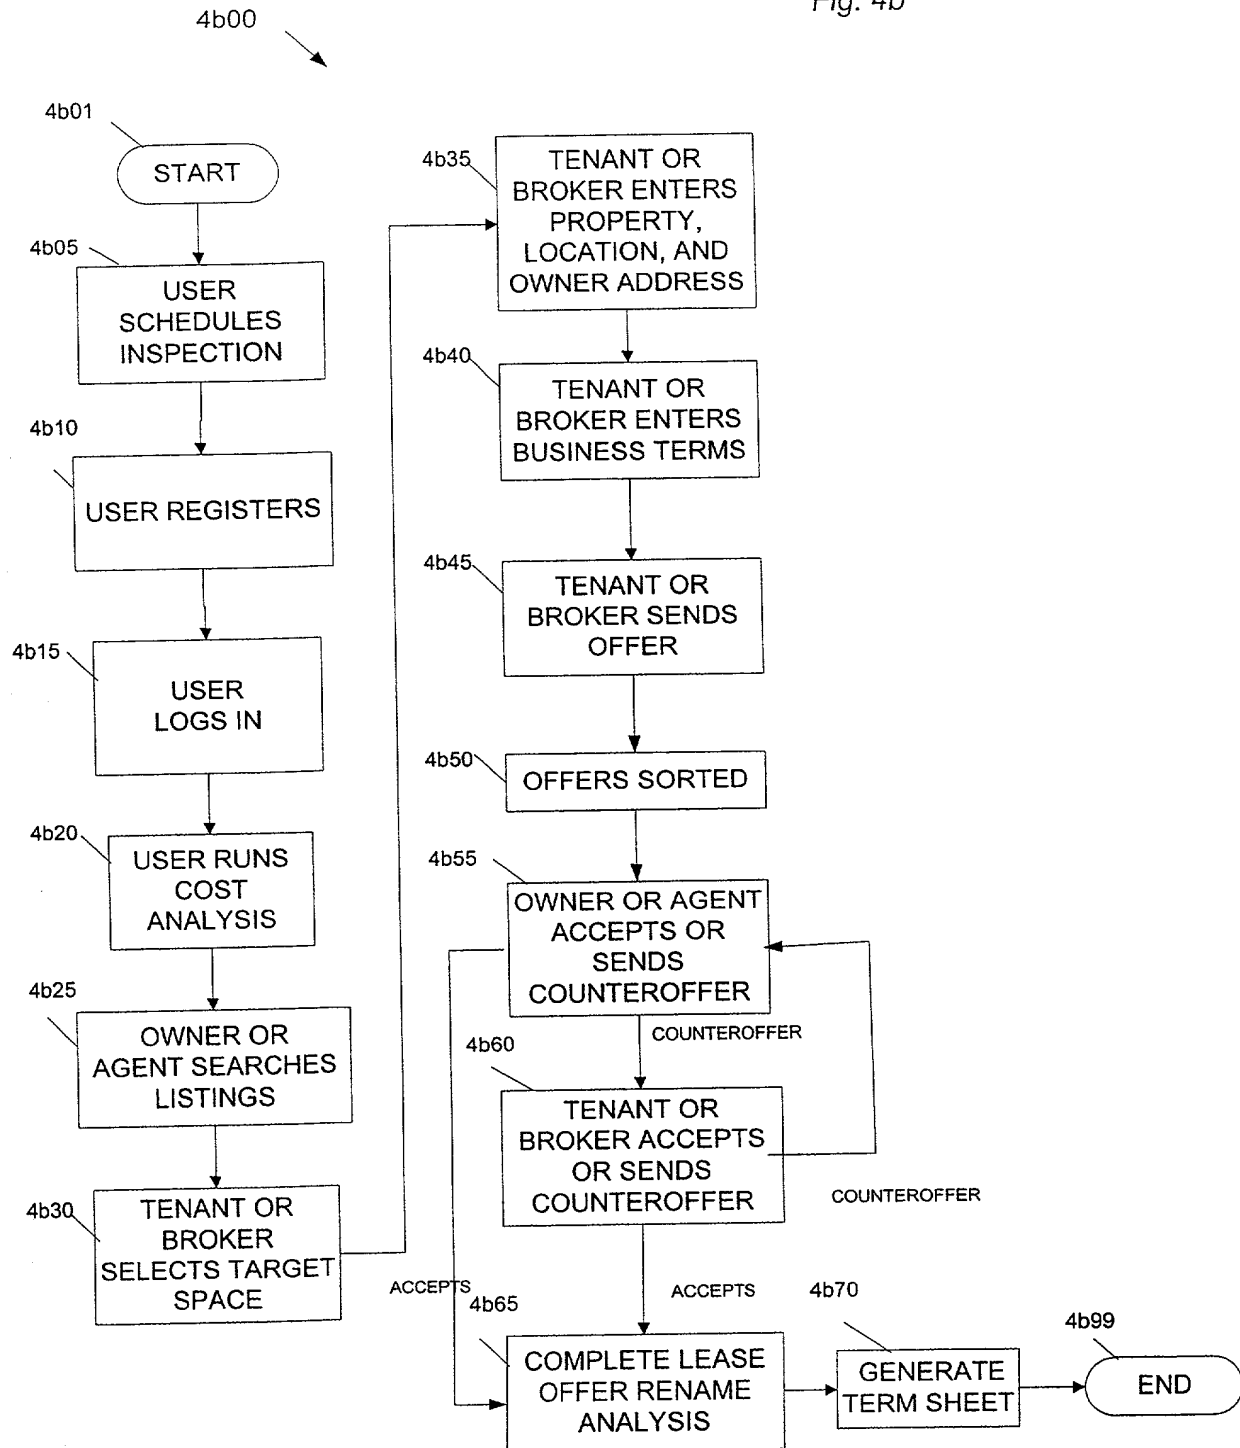 Fig. 4b
4b00
4b01
START
4b05
USER
SCHEDULES
INSPECTION
4b10
USER REGISTERS
4b15
USER
LOGS IN
4b20
USER RUNS
COST
ANALYSIS
4b25
OWNER OR
AGENT SEARCHES
LISTINGS
4b30
TENANT OR
BROKER
SELECTS TARGET
SPACE
4b35
TENANT OR
BROKER ENTERS
PROPERTY,
LOCATION, AND
OWNER ADDRESS
4b40
TENANT OR
BROKER ENTERS
BUSINESS TERMS
4b45
TENANT OR
BROKER SENDS
OFFER
4b50
OFFERS SORTED
4b55
OWNER OR AGENT
ACCEPTS OR
SENDS
COUNTEROFFER
COUNTEROFFER
4b60
TENANT OR
BROKER ACCEPTS
OR SENDS
COUNTEROFFER
COUNTEROFFER
ACCEPTS
ACCEPTS
4b65
COMPLETE LEASE
OFFER RENAME
ANALYSIS
4b70
GENERATE
TERM SHEET
4b99
END